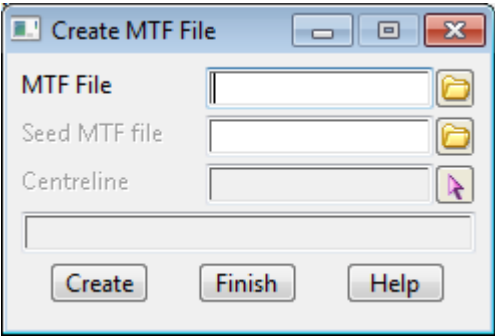 Create MTF File
MTF File
Seed MTF file
Centreline
Create Finish Help